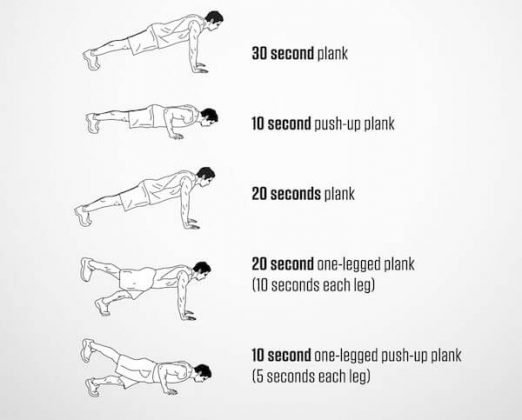 30 second plank
10 second push-up plank
20 seconds plank
20 second one-legged plank
(10 seconds each leg)
10 second one-legged push-up plank
(5 seconds each leg)